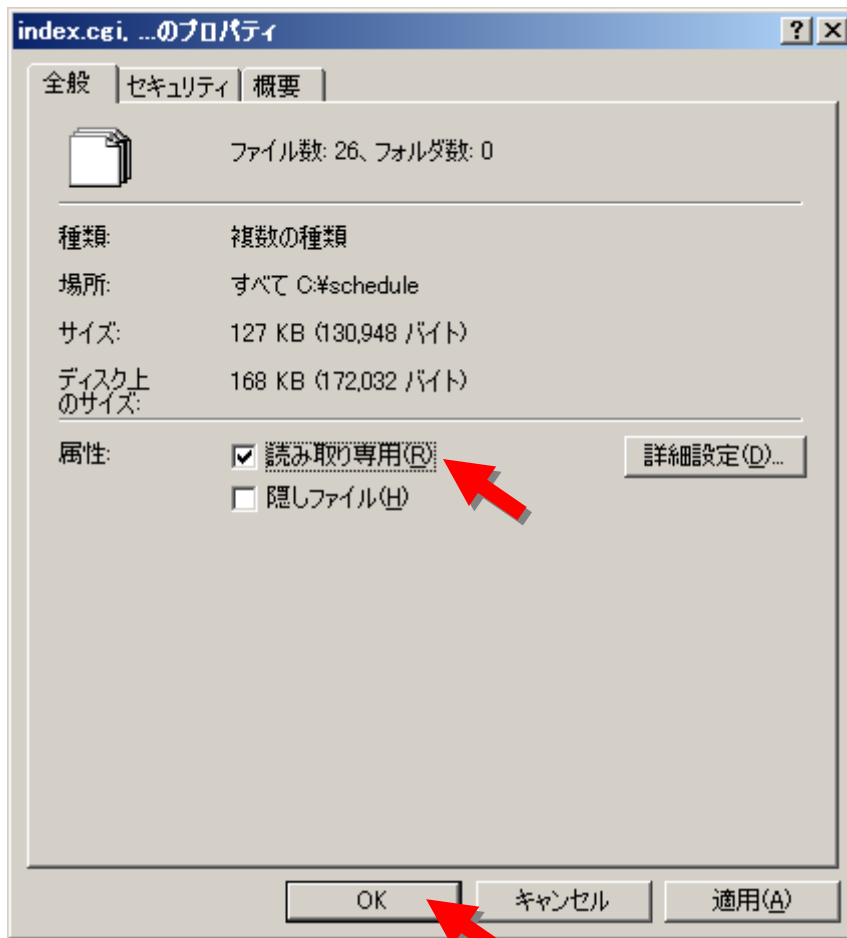 index.cgi, ...のプロパティ
? ×
全般 セキュリティ 概要
ファイル数: 26、フォルダ数: 0
種類: 複数の種類
場所: すべて C:¥schedule
サイズ: 127 KB (130,948 バイト)
ディスク上
のサイズ: 168 KB (172,032 バイト)
属性: 読み取り専用(R) 詳細設定(D)...
隠しファイル(H)
OK キャンセル 適用(A)